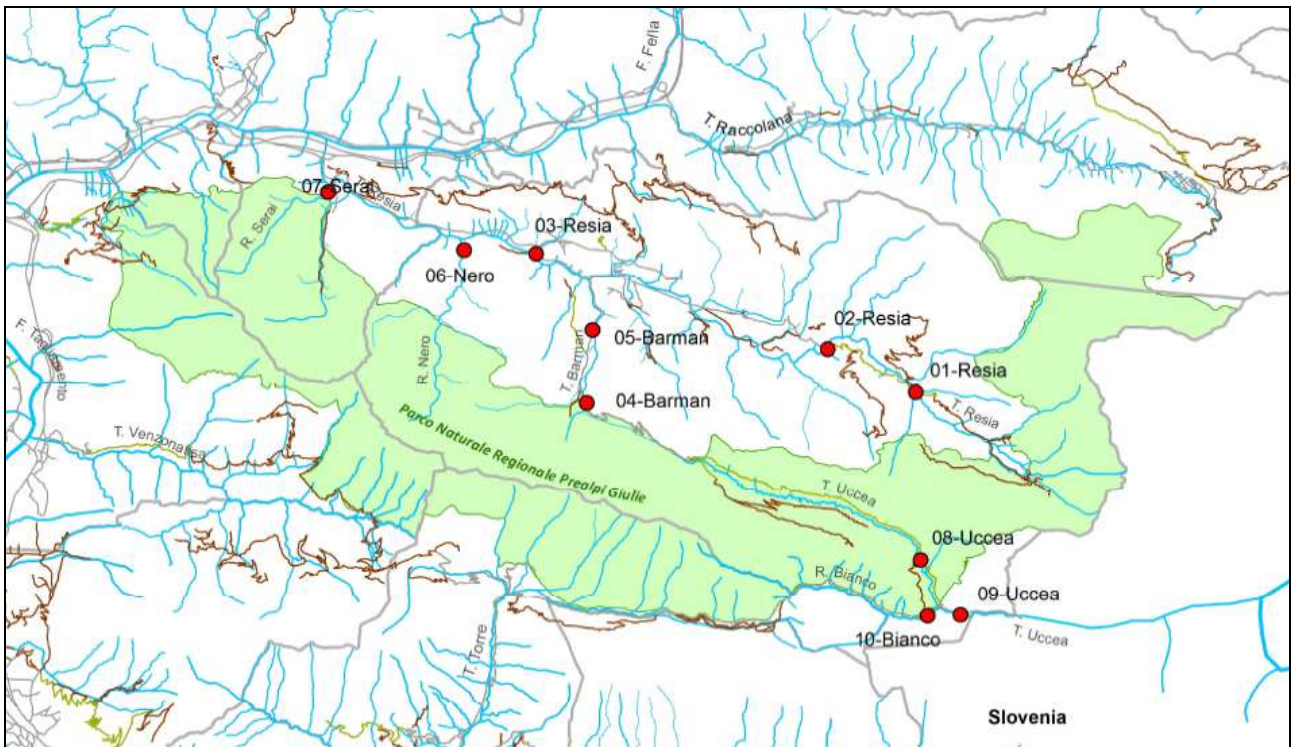 F. Fella
T. Raccolana
07-Serai
T. Resia
R. Serai
03-Resia
06-Nero
02-Resia
F. Tagliamento
05-Barman
R. Nero
T. Barman
01-Resia
04-Barman
T. Resia
Parco Naturale Regionale Prealpi Giulie
T. Venzonassa
T. Uccea
08-Uccea
R. Bianco
09-Uccea
10-Bianco
T. Uccea
T. Torre
Slovenia